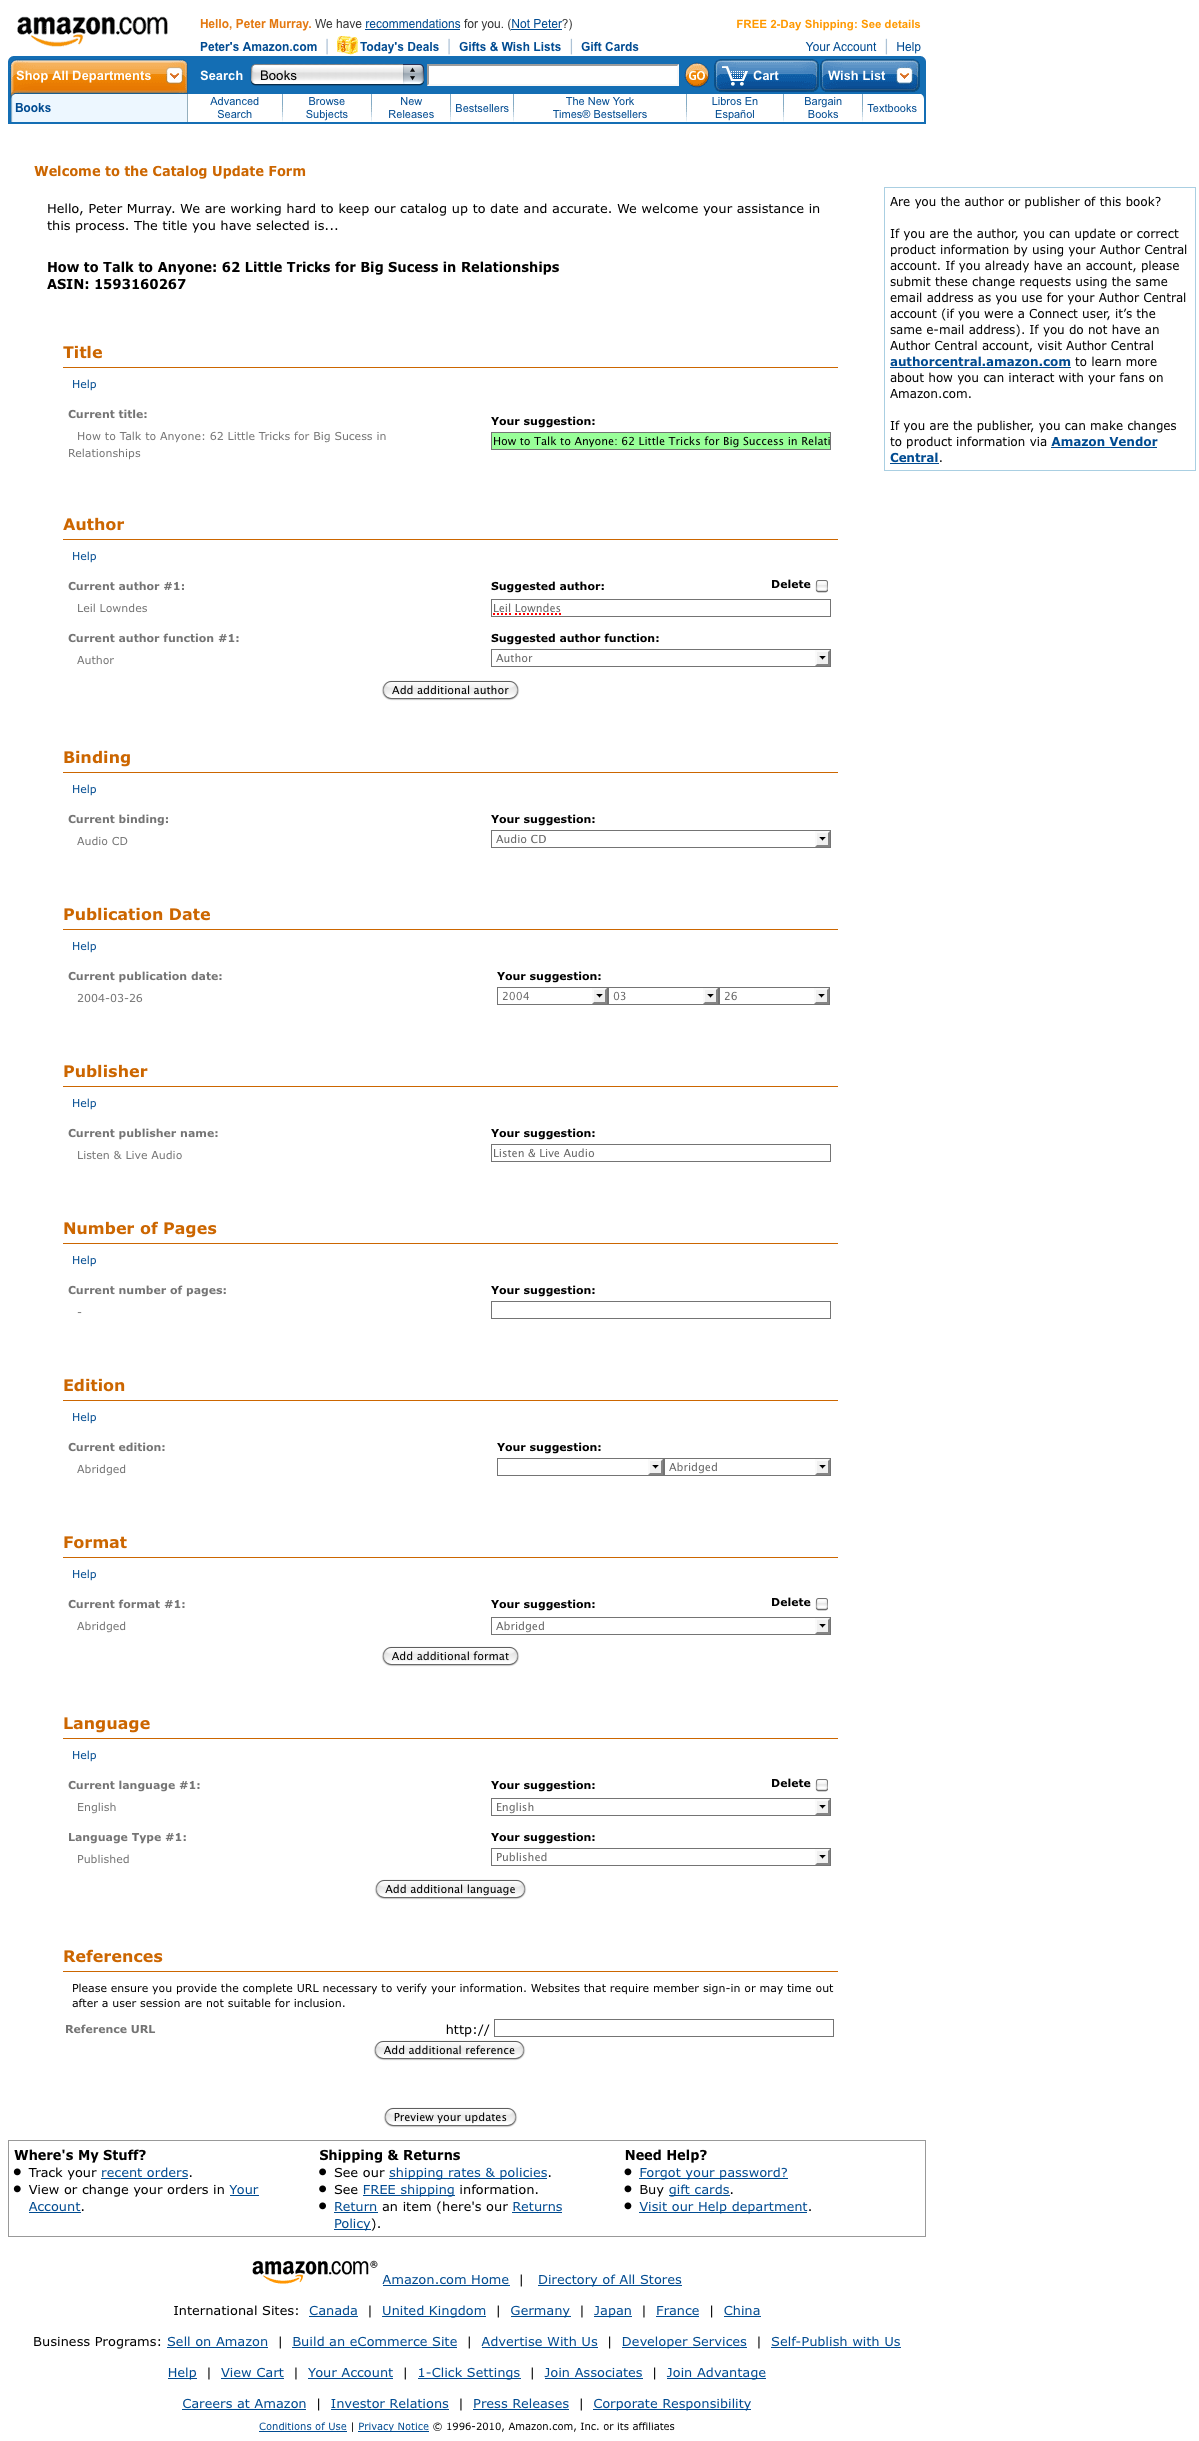 amazon.com
Hello, Peter Murray. We have recommendations for you. (Not Peter?)
FREE 2-Day Shipping: See details
Peter's Amazon.com | Today's Deals | Gifts & Wish Lists | Gift Cards
Your Account | Help
Shop All Departments
Search Books GO Cart Wish List
Books
Advanced Search
Browse Subjects
New Releases
Bestsellers
The New York Times® Bestsellers
Libros En Español
Bargain Books
Textbooks
Welcome to the Catalog Update Form
Hello, Peter Murray. We are working hard to keep our catalog up to date and accurate. We welcome your assistance in
this process. The title you have selected is...
How to Talk to Anyone: 62 Little Tricks for Big Sucess in Relationships
ASIN: 1593160267
Are you the author or publisher of this book?
If you are the author, you can update or correct
product information by using your Author Central
account. If you already have an account, please
submit these change requests using the same
email address as you use for your Author Central
account (if you were a Connect user, it's the
same e-mail address). If you do not have an
Author Central account, visit Author Central
authorcentral.amazon.com to learn more
about how you can interact with your fans on
Amazon.com.
If you are the publisher, you can make changes
to product information via Amazon Vendor
Central.
Title
Help
Current title:
How to Talk to Anyone: 62 Little Tricks for Big Sucess in
Relationships
Your suggestion:
How to Talk to Anyone: 62 Little Tricks for Big Success in Relati
Author
Help
Current author #1:
Leil Lowndes
Suggested author:
Delete
Leil Lowndes
Current author function #1:
Author
Suggested author function:
Author
Add additional author
Binding
Help
Current binding:
Audio CD
Your suggestion:
Audio CD
Publication Date
Help
Current publication date:
2004-03-26
Your suggestion:
2004 03 26
Publisher
Help
Current publisher name:
Listen & Live Audio
Your suggestion:
Listen & Live Audio
Number of Pages
Help
Current number of pages:
-
Your suggestion:
Edition
Help
Current edition:
Abridged
Your suggestion:
Abridged
Format
Help
Current format #1:
Abridged
Your suggestion:
Delete
Abridged
Add additional format
Language
Help
Current language #1:
English
Your suggestion:
Delete
English
Language Type #1:
Published
Your suggestion:
Published
Add additional language
References
Please ensure you provide the complete URL necessary to verify your information. Websites that require member sign-in or may time out
after a user session are not suitable for inclusion.
Reference URL http://
Add additional reference
Preview your updates
Where's My Stuff?
Track your recent orders.
View or change your orders in Your
Account.
Shipping & Returns
See our shipping rates & policies.
See FREE shipping information.
Return an item (here's our Returns
Policy).
Need Help?
Forgot your password?
Buy gift cards.
Visit our Help department.
amazon.com® Amazon.com Home | Directory of All Stores
International Sites: Canada | United Kingdom | Germany | Japan | France | China
Business Programs: Sell on Amazon | Build an eCommerce Site | Advertise With Us | Developer Services | Self-Publish with Us
Help | View Cart | Your Account | 1-Click Settings | Join Associates | Join Advantage
Careers at Amazon | Investor Relations | Press Releases | Corporate Responsibility
Conditions of Use | Privacy Notice © 1996-2010, Amazon.com, Inc. or its affiliates